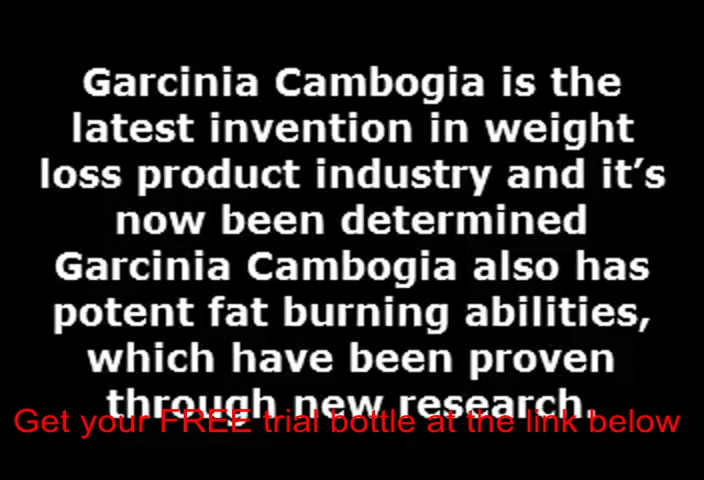 Garcinia Cambogia is the
latest invention in weight
loss product industry and it’s
now been determined
Garcinia Cambogia also has
potent fat burning abilities,
which have been proven
through new research.
Get your FREE trial bottle at the link below